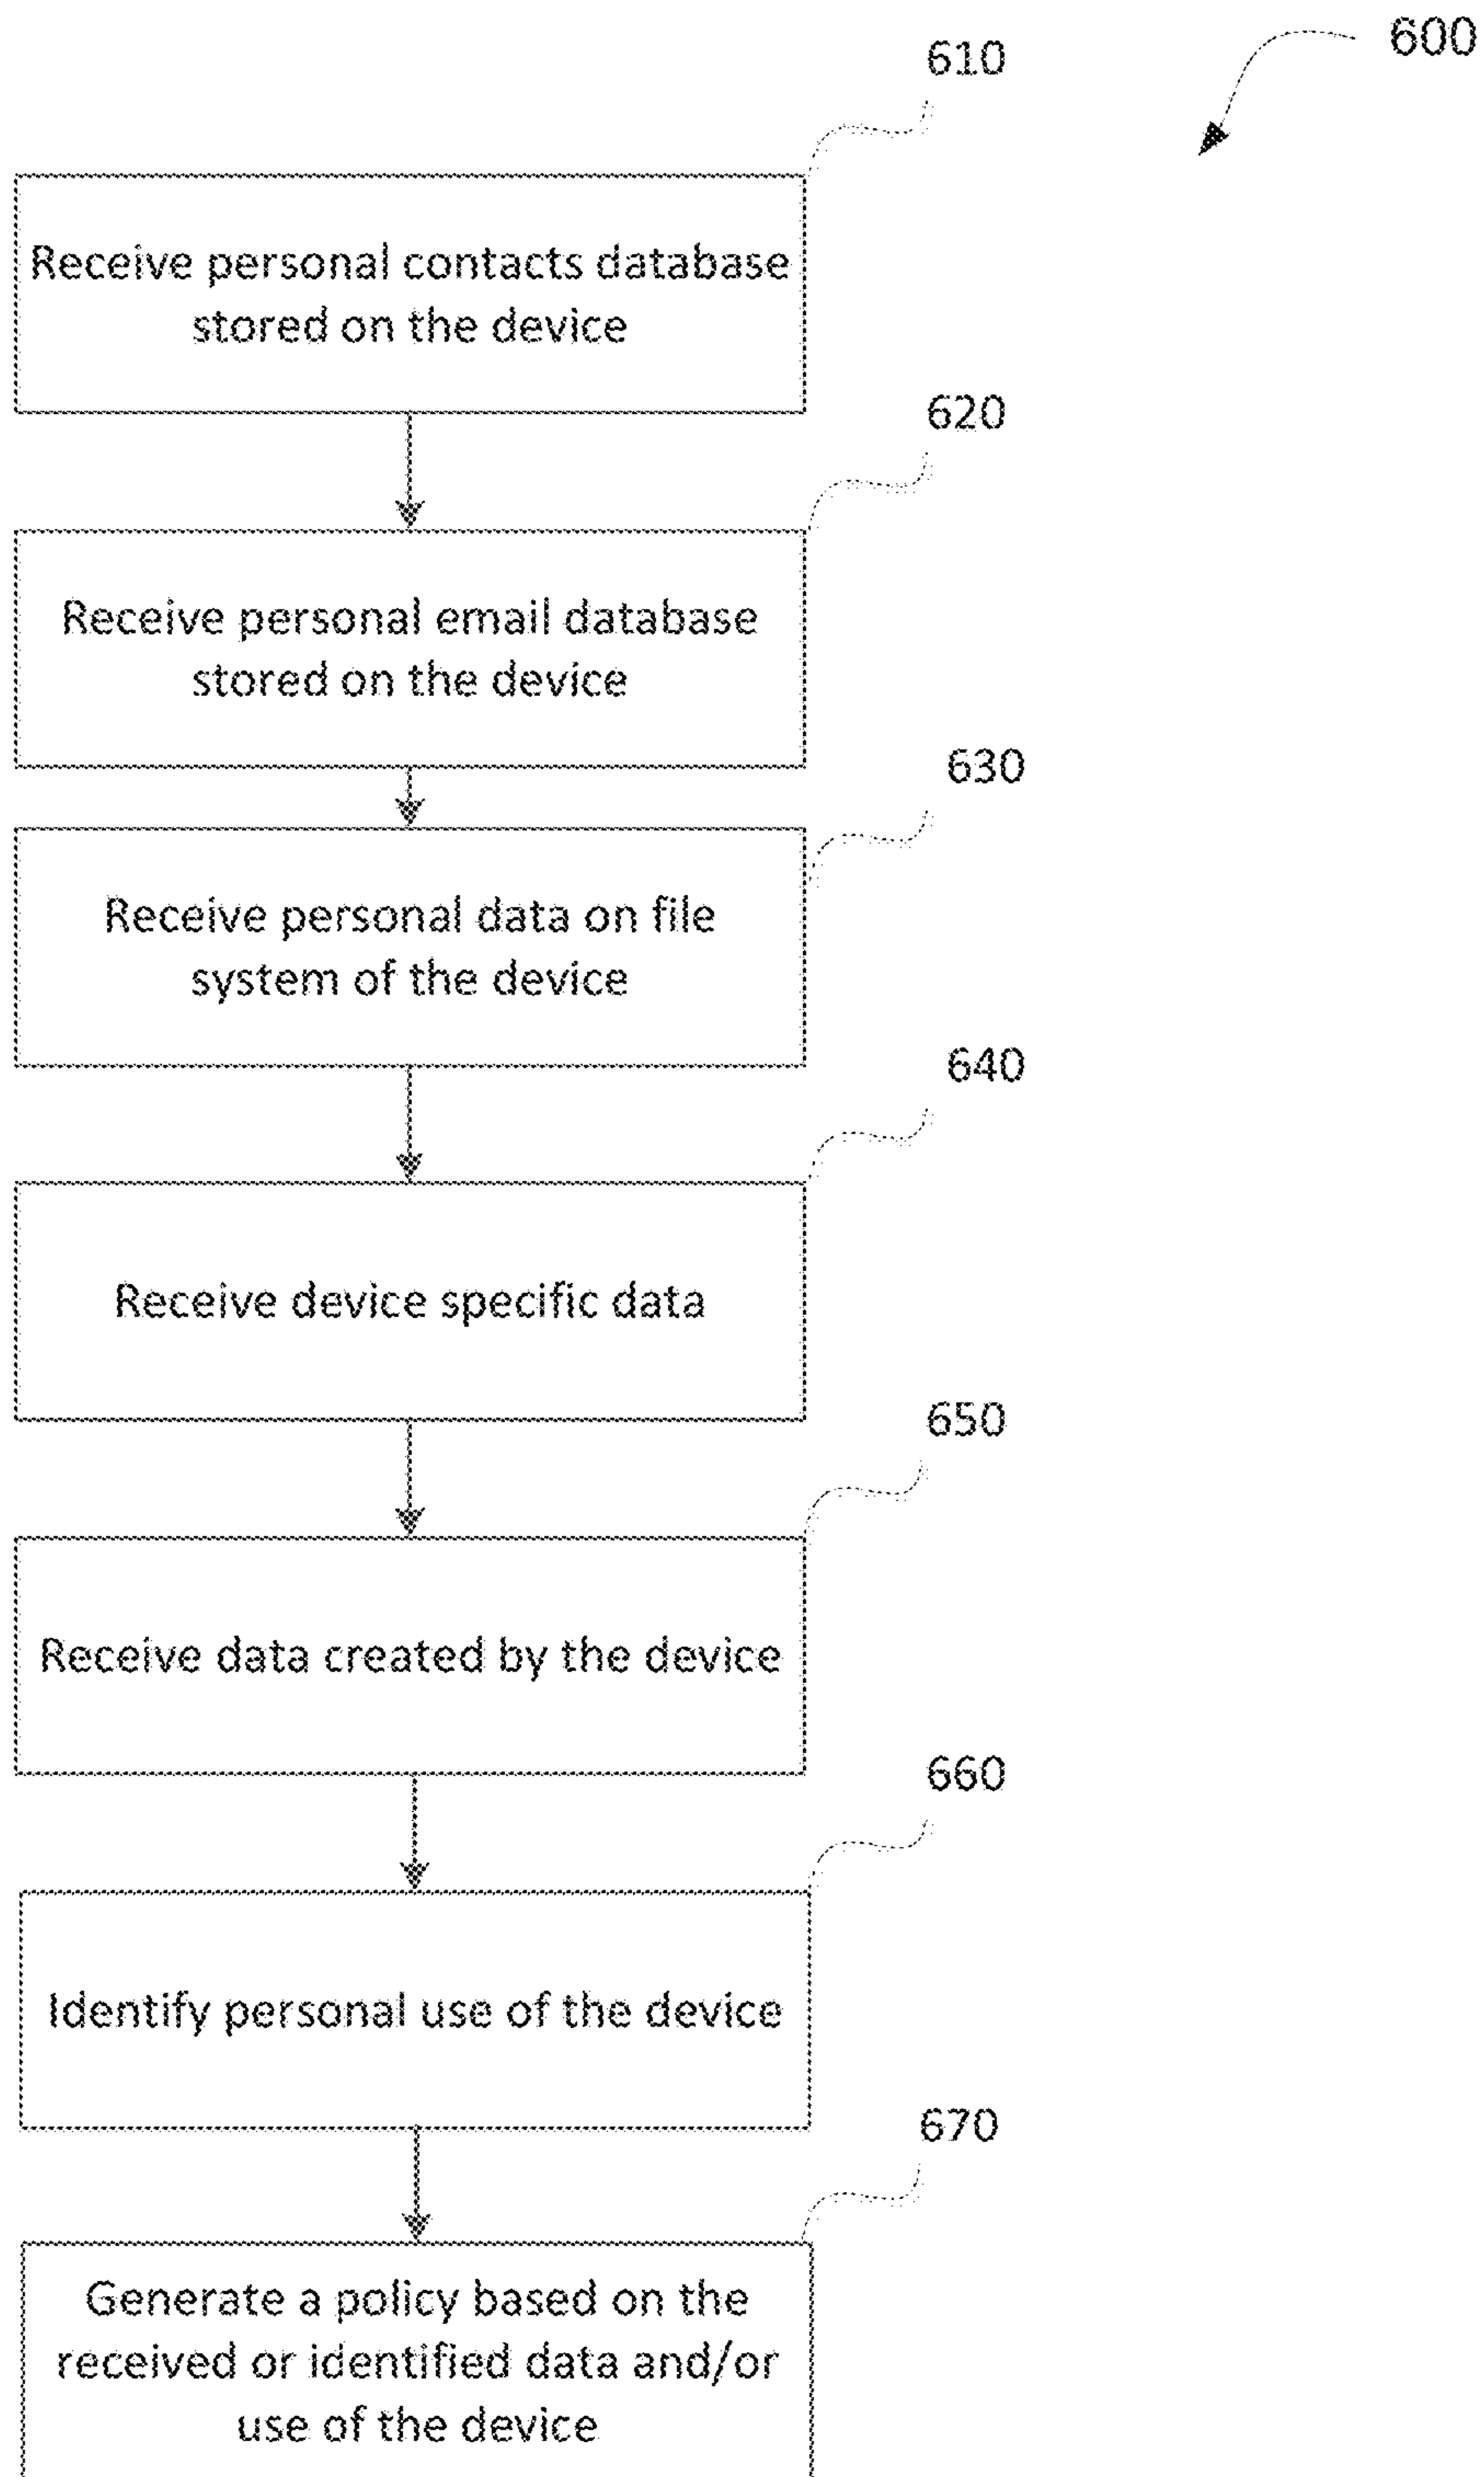 600
610
Receive personal contacts database
stored on the device
620
Receive personal email database
stored on the device
630
Receive personal data on file
system of the device
640
Receive device specific data
650
Receive data created by the device
660
Identify personal use of the device
670
Generate a policy based on the
received or identified data and/or
use of the device